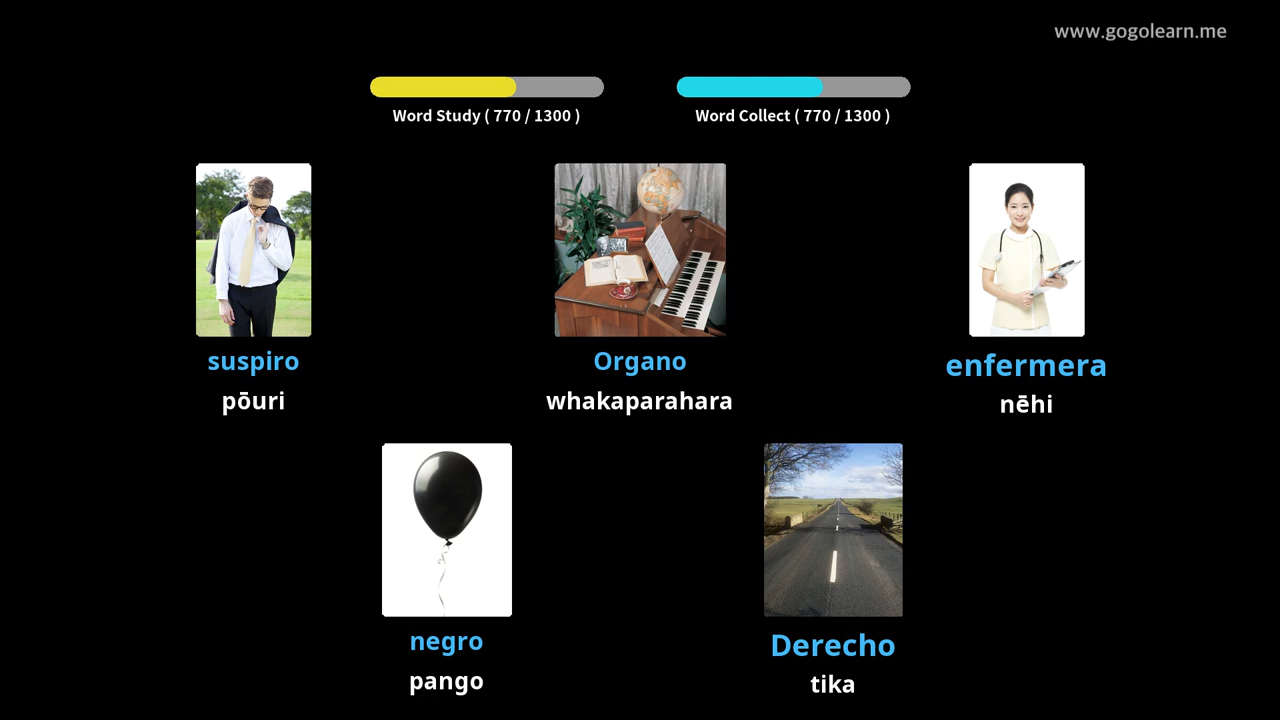 www.gogolearn.me
Word Study ( 770 / 1300 )
Word Collect ( 770 / 1300 )
suspiro
pōuri
Organo
whakaparahara
enfermera
nēhi
negro
pango
Derecho
tika